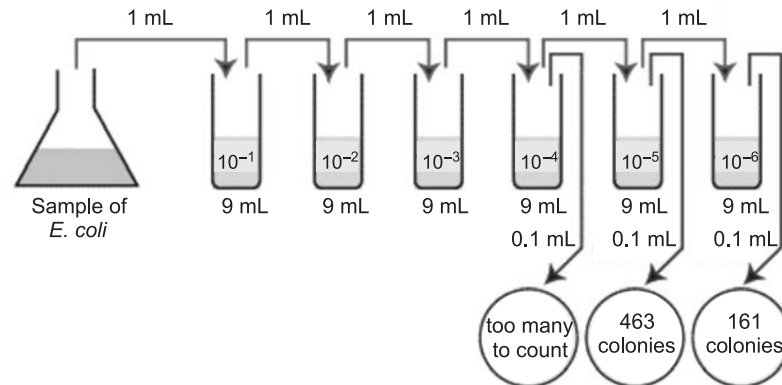 1 mL 1 mL 1 mL 1 mL 1 mL 1 mL
10⁻¹ 10⁻² 10⁻³ 10⁻⁴ 10⁻⁵ 10⁻⁶
Sample of
E. coli
9 mL 9 mL 9 mL 9 mL 9 mL 9 mL
0.1 mL 0.1 mL 0.1 mL
too many
to count
463
colonies
161
colonies